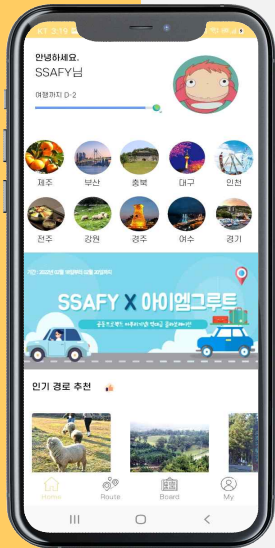 안녕하세요.
SSAFY님
여행까지 D-2
제주 부산 충북 대구 인천
전주 강원 경주 여수 경기
SSAFY X 아이엠그루트
인기 경로 추천
Home Route Board My